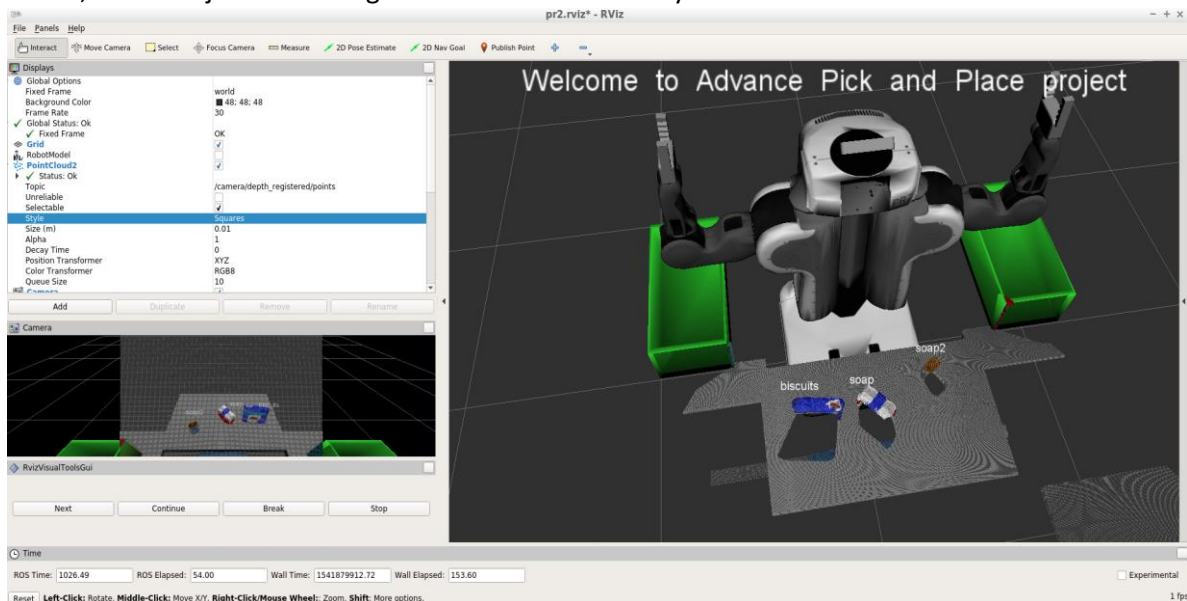 pr2.rviz* - RViz
File Panels Help
Interact Move Camera Select Focus Camera Measure 2D Pose Estimate 2D Nav Goal Publish Point
Displays
Global Options
Fixed Frame world
Background Color 48; 48; 48
Frame Rate 30
Global Status: Ok
Fixed Frame OK
Grid
RobotModel
PointCloud2
Status: Ok
Topic /camera/depth_registered/points
Unreliable
Selectable
Style Squares
Size (m) 0.01
Alpha 1
Decay Time 0
Position Transformer XYZ
Color Transformer RGB8
Queue Size 10
Camera
Add Duplicate Remove Rename
Camera
RvizVisualToolsGui
Next Continue Break Stop
Welcome to Advance Pick and Place project
soap2
biscuits soap
Time
ROS Time: 1026.49 ROS Elapsed: 54.00 Wall Time: 1541879912.72 Wall Elapsed: 153.60 Experimental
Reset Left-Click: Rotate. Middle-Click: Move X/Y. Right-Click/Mouse Wheel:: Zoom. Shift: More options. 1 fps